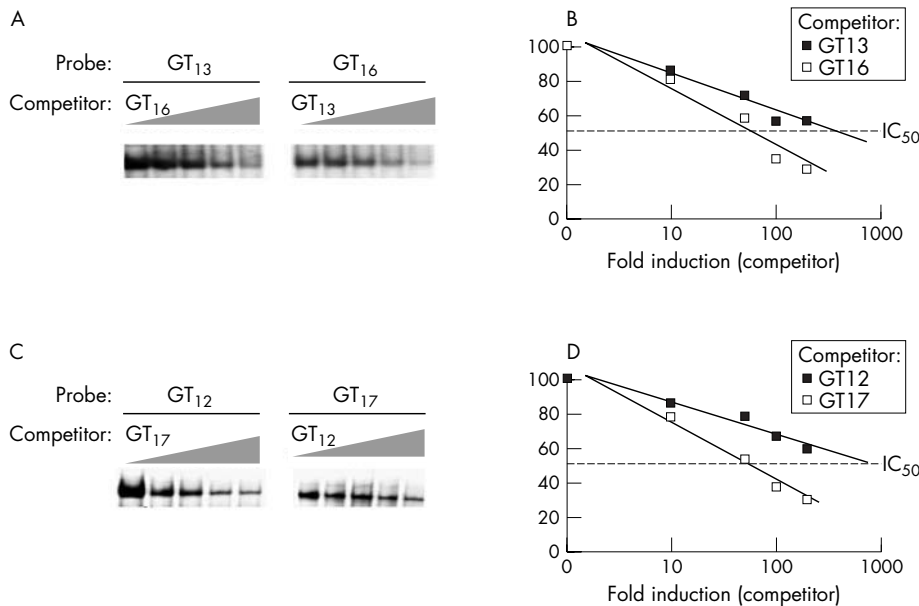 A
Probe: GT13 GT16
Competitor: GT16 GT13
B
Competitor:
GT13
GT16
100
80
60
40
20
0
IC50
0 10 100 1000
Fold induction (competitor)
C
Probe: GT12 GT17
Competitor: GT17 GT12
D
Competitor:
GT12
GT17
100
80
60
40
20
0
IC50
0 10 100 1000
Fold induction (competitor)